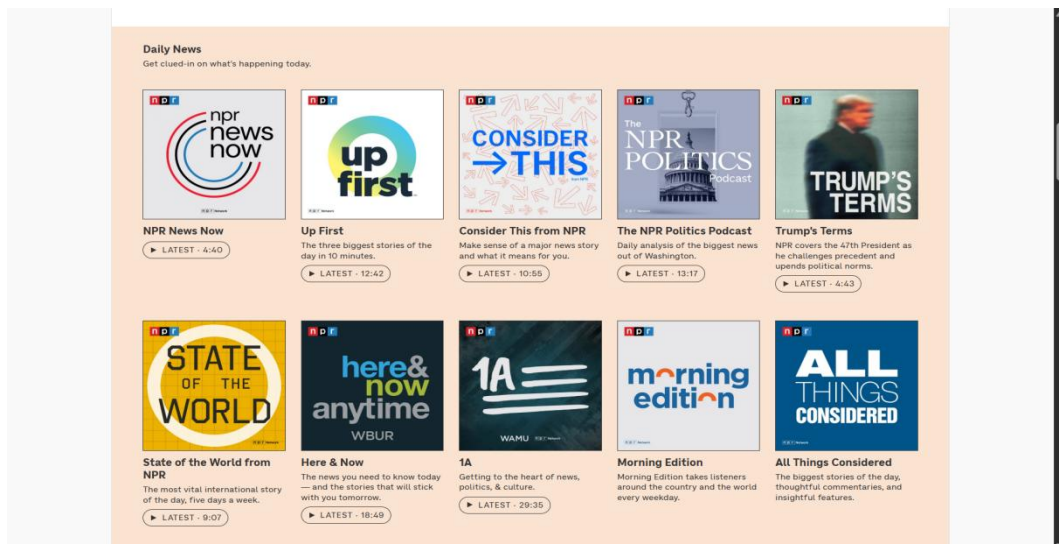 Daily News
Get clued-in on what's happening today.
npr
npr
news
now
NPR News Now
► LATEST · 4:40
npr
up
first
Network
Up First
The three biggest stories of the
day in 10 minutes.
► LATEST · 12:42
npr
CONSIDER
→THIS
from NPR
Consider This from NPR
Make sense of a major news story
and what it means for you.
► LATEST · 10:55
npr
The
NPR
POLITICS
Podcast
The NPR Politics Podcast
Daily analysis of the biggest news
out of Washington.
► LATEST · 13:17
npr
TRUMP'S
TERMS
Trump's Terms
NPR covers the 47th President as
he challenges precedent and
upends political norms.
► LATEST · 4:43
npr
STATE
OF THE
WORLD
State of the World from
NPR
The most vital international story
of the day, five days a week.
► LATEST · 9:07
npr
here&
now
anytime
WBUR
Here & Now
The news you need to know today
— and the stories that will stick
with you tomorrow.
► LATEST · 18:49
npr
1A
WAMU
1A
Getting to the heart of news,
politics, & culture.
► LATEST · 29:35
npr
morning
edition
Morning Edition
Morning Edition takes listeners
around the country and the world
every weekday.
npr
ALL
THINGS
CONSIDERED
All Things Considered
The biggest stories of the day,
thoughtful commentaries, and
insightful features.